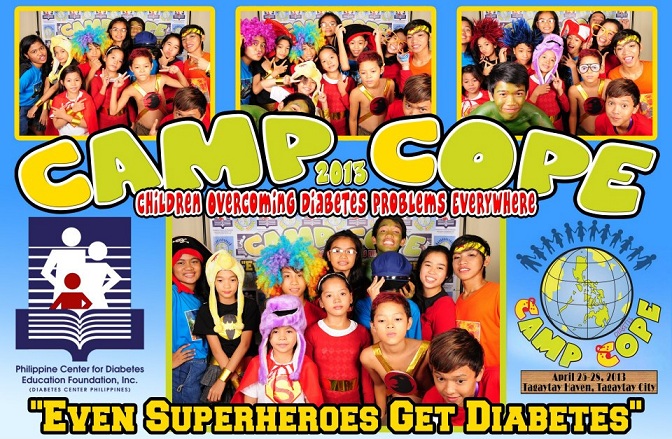 CAMP COPE
2013
Children Overcoming Diabetes Problems Everywhere
Philippine Center for Diabetes
Education Foundation, Inc.
(DIABETES CENTER PHILIPPINES)
CAMP COPE
April 25-28, 2013
Tagaytay Haven, Tagaytay City
"EVEN SUPERHEROES GET DIABETES"